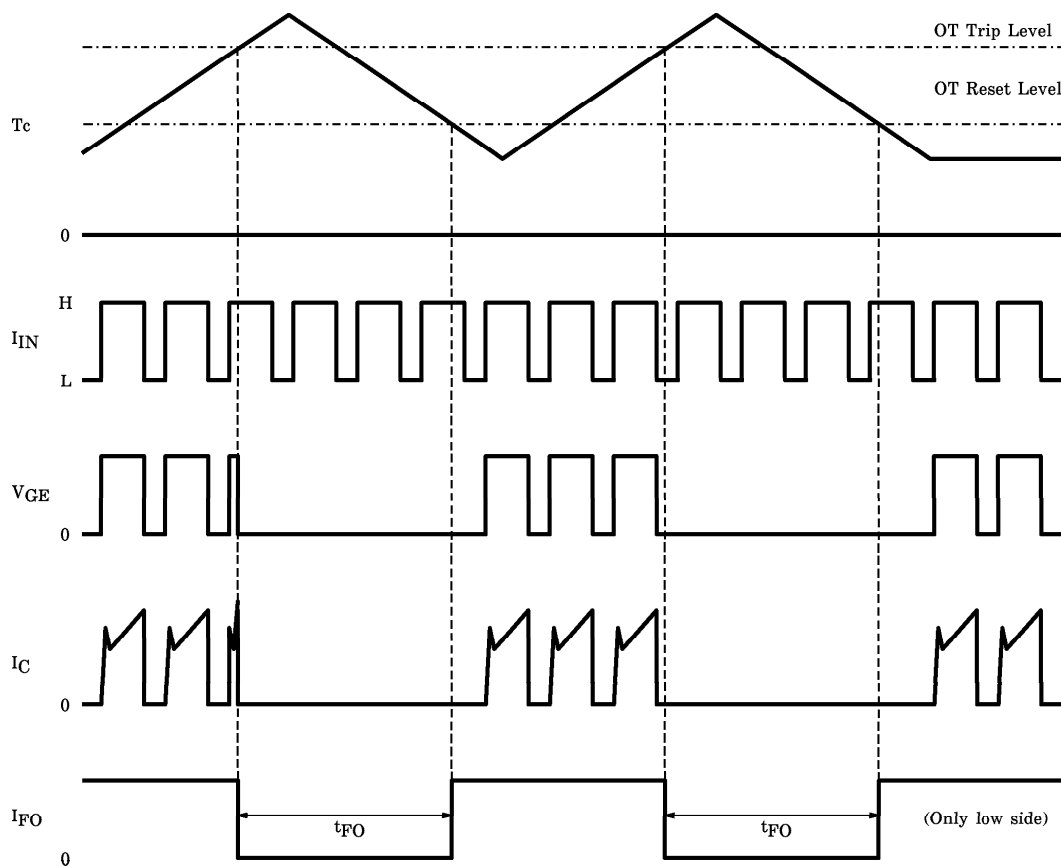 OT Trip Level
OT Reset Level
Tc
0
H
IIN
L
VGE
0
IC
0
IFO
tFO
tFO
(Only low side)
0